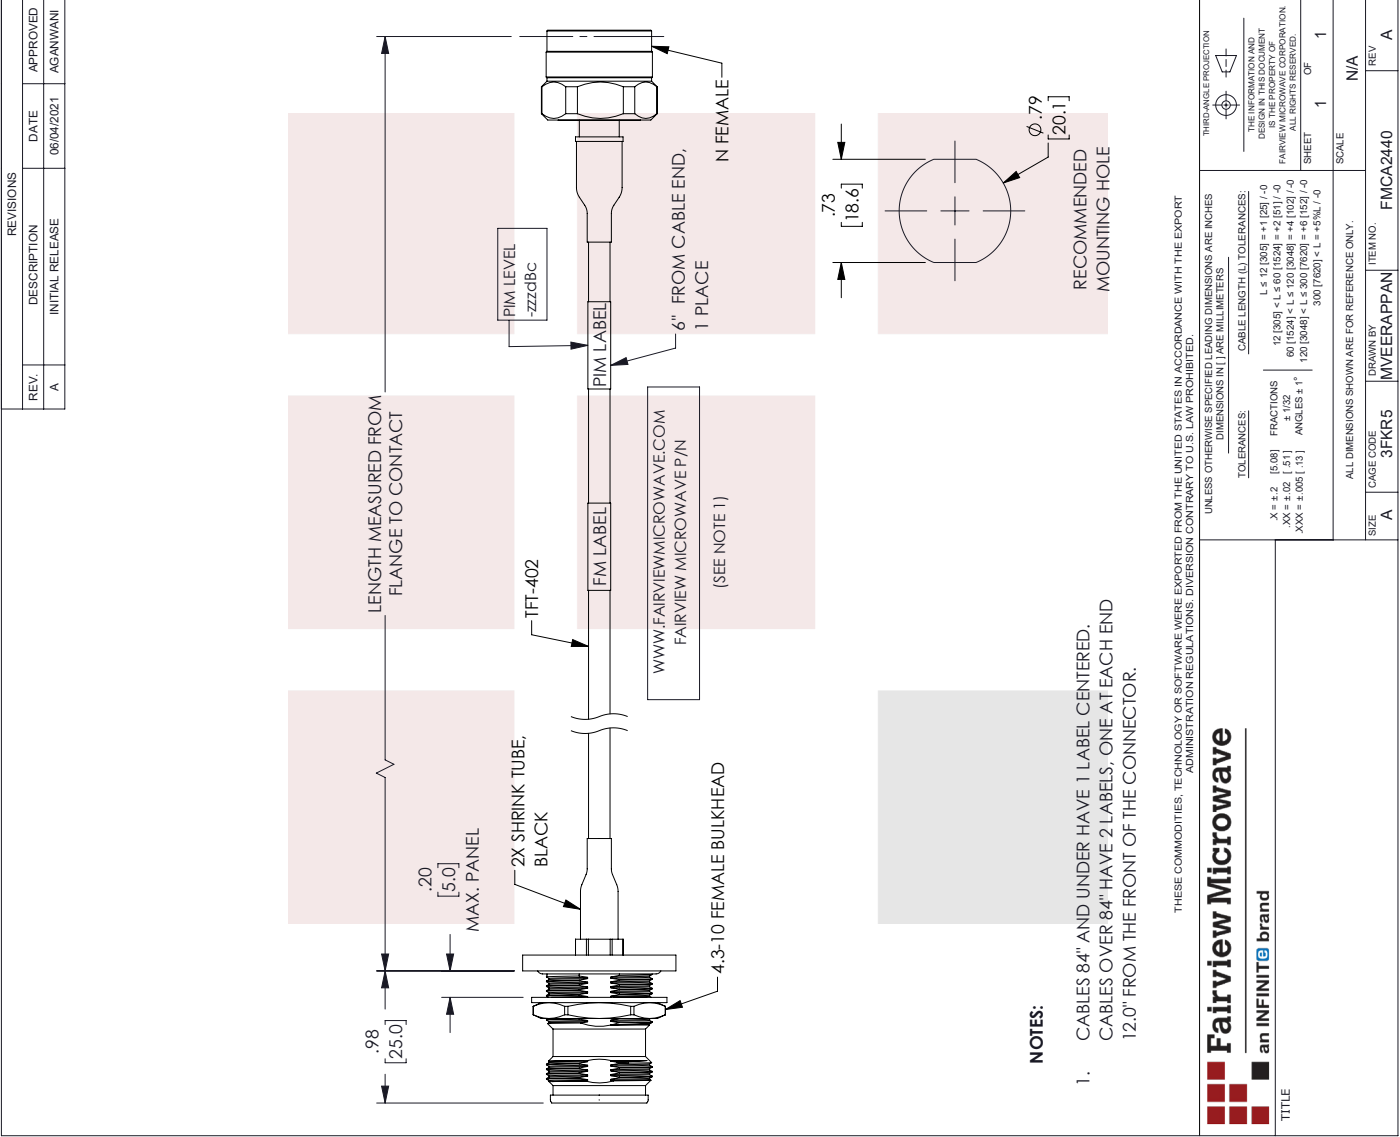 REVISIONS
REV. DESCRIPTION DATE APPROVED
A INITIAL RELEASE 06/04/2021 AGANWANI
LENGTH MEASURED FROM
FLANGE TO CONTACT
.98
[25.0]
.20
[5.0]
MAX. PANEL
2X SHRINK TUBE,
BLACK
4.3-10 FEMALE BULKHEAD
TFT-402
FM LABEL
WWW.FAIRVIEWMICROWAVE.COM
FAIRVIEW MICROWAVE P/N
(SEE NOTE 1)
PIM LEVEL
-zzzdBc
PIM LABEL
6" FROM CABLE END,
1 PLACE
N FEMALE
.73
[18.6]
Ø.79
[20.1]
RECOMMENDED
MOUNTING HOLE
NOTES:
1. CABLES 84" AND UNDER HAVE 1 LABEL CENTERED.
CABLES OVER 84" HAVE 2 LABELS, ONE AT EACH END
12.0" FROM THE FRONT OF THE CONNECTOR.
THESE COMMODITIES, TECHNOLOGY OR SOFTWARE WERE EXPORTED FROM THE UNITED STATES IN ACCORDANCE WITH THE EXPORT
ADMINISTRATION REGULATIONS. DIVERSION CONTRARY TO U.S. LAW PROHIBITED.
Fairview Microwave
an INFINITe brand
TITLE
UNLESS OTHERWISE SPECIFIED LEADING DIMENSIONS ARE INCHES
DIMENSIONS IN [ ] ARE MILLIMETERS
TOLERANCES:
.X = ± .2 [5.08] FRACTIONS
.XX = ± .02 [ .51] ± 1/32
.XXX = ± .005 [ .13 ] ANGLES ± 1°
CABLE LENGTH (L) TOLERANCES:
L ≤ 12 [305] = +1 [25] / -0
12 [305] < L ≤ 60 [1524] = +2 [51] / -0
60 [1524] < L ≤ 120 [3048] = +4 [102] / -0
120 [3048] < L ≤ 300 [7620] = +6 [152] / -0
300 [7620] < L = +5%L / -0
ALL DIMENSIONS SHOWN ARE FOR REFERENCE ONLY.
THIRD-ANGLE PROJECTION
THE INFORMATION AND
DESIGN IN THIS DOCUMENT
IS THE PROPERTY OF
FAIRVIEW MICROWAVE CORPORATION.
ALL RIGHTS RESERVED.
SHEET 1 OF 1
SCALE N/A
SIZE A
CAGE CODE 3FKR5
DRAWN BY MVEERAPPAN
ITEM NO. FMCA2440
REV A